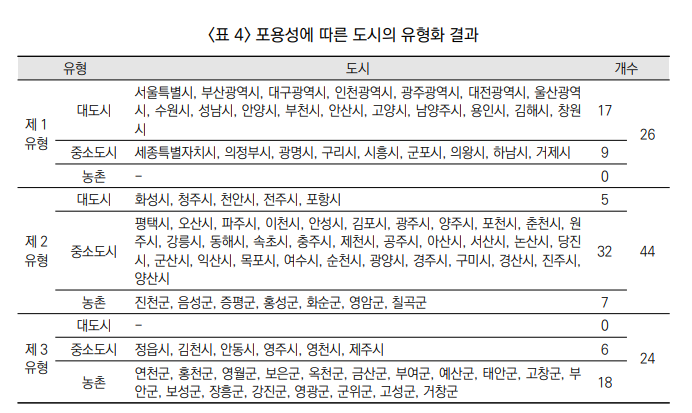 <표 4> 포용성에 따른 도시의 유형화 결과
유형 도시 개수
제 1 유형
대도시 서울특별시, 부산광역시, 대구광역시, 인천광역시, 광주광역시, 대전광역시, 울산광역
시, 수원시, 성남시, 안양시, 부천시, 안산시, 고양시, 남양주시, 용인시, 김해시, 창원
시 17
26
중소도시 세종특별자치시, 의정부시, 광명시, 구리시, 시흥시, 군포시, 의왕시, 하남시, 거제시 9
농촌 - 0
제 2 유형
대도시 화성시, 청주시, 천안시, 전주시, 포항시 5
중소도시 평택시, 오산시, 파주시, 이천시, 안성시, 김포시, 광주시, 양주시, 포천시, 춘천시, 원
주시, 강릉시, 동해시, 속초시, 충주시, 제천시, 공주시, 아산시, 서산시, 논산시, 당진
시, 군산시, 익산시, 목포시, 여수시, 순천시, 광양시, 경주시, 구미시, 경산시, 진주시,
양산시 32
44
농촌 진천군, 음성군, 증평군, 홍성군, 화순군, 영암군, 칠곡군 7
제 3 유형
대도시 - 0
중소도시 정읍시, 김천시, 안동시, 영주시, 영천시, 제주시 6
24
농촌 연천군, 홍천군, 영월군, 보은군, 옥천군, 금산군, 부여군, 예산군, 태안군, 고창군, 부
안군, 보성군, 장흥군, 강진군, 영광군, 군위군, 고성군, 거창군 18